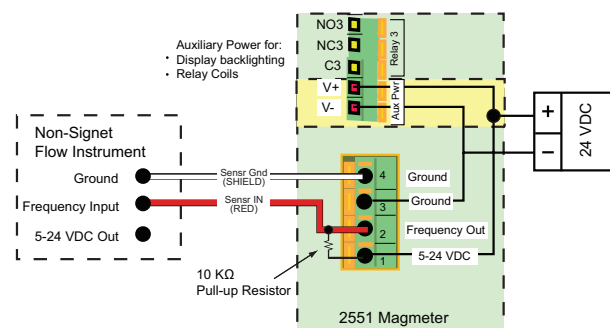 NO3
NC3
C3
Relay 3
V+
V-
Aux Pwr
Auxiliary Power for:
• Display backlighting
• Relay Coils
+
−
24 VDC
Non-Signet
Flow Instrument
Ground
Frequency Input
5-24 VDC Out
Sensr Gnd
(SHIELD)
Sensr IN
(RED)
4
3
2
1
Ground
Ground
Frequency Out
5-24 VDC
10 KΩ
Pull-up Resistor
2551 Magmeter